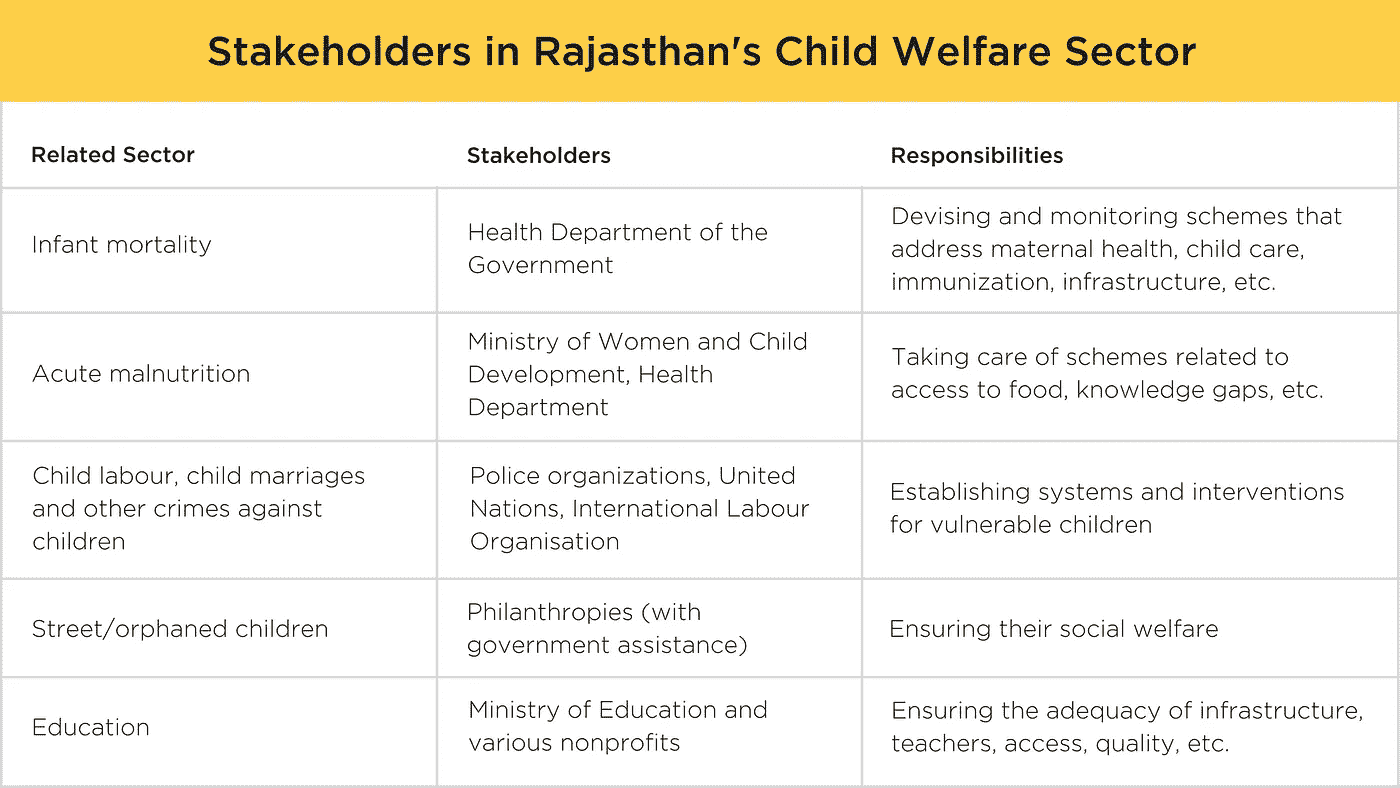 Stakeholders in Rajasthan's Child Welfare Sector
Related Sector
Stakeholders
Responsibilities
Infant mortality
Health Department of the
Government
Devising and monitoring schemes that
address maternal health, child care,
immunization, infrastructure, etc.
Acute malnutrition
Ministry of Women and Child
Development, Health
Department
Taking care of schemes related to
access to food, knowledge gaps, etc.
Child labour, child marriages
and other crimes against
children
Police organizations, United
Nations, International Labour
Organisation
Establishing systems and interventions
for vulnerable children
Street/orphaned children
Philanthropies (with
government assistance)
Ensuring their social welfare
Education
Ministry of Education and
various nonprofits
Ensuring the adequacy of infrastructure,
teachers, access, quality, etc.